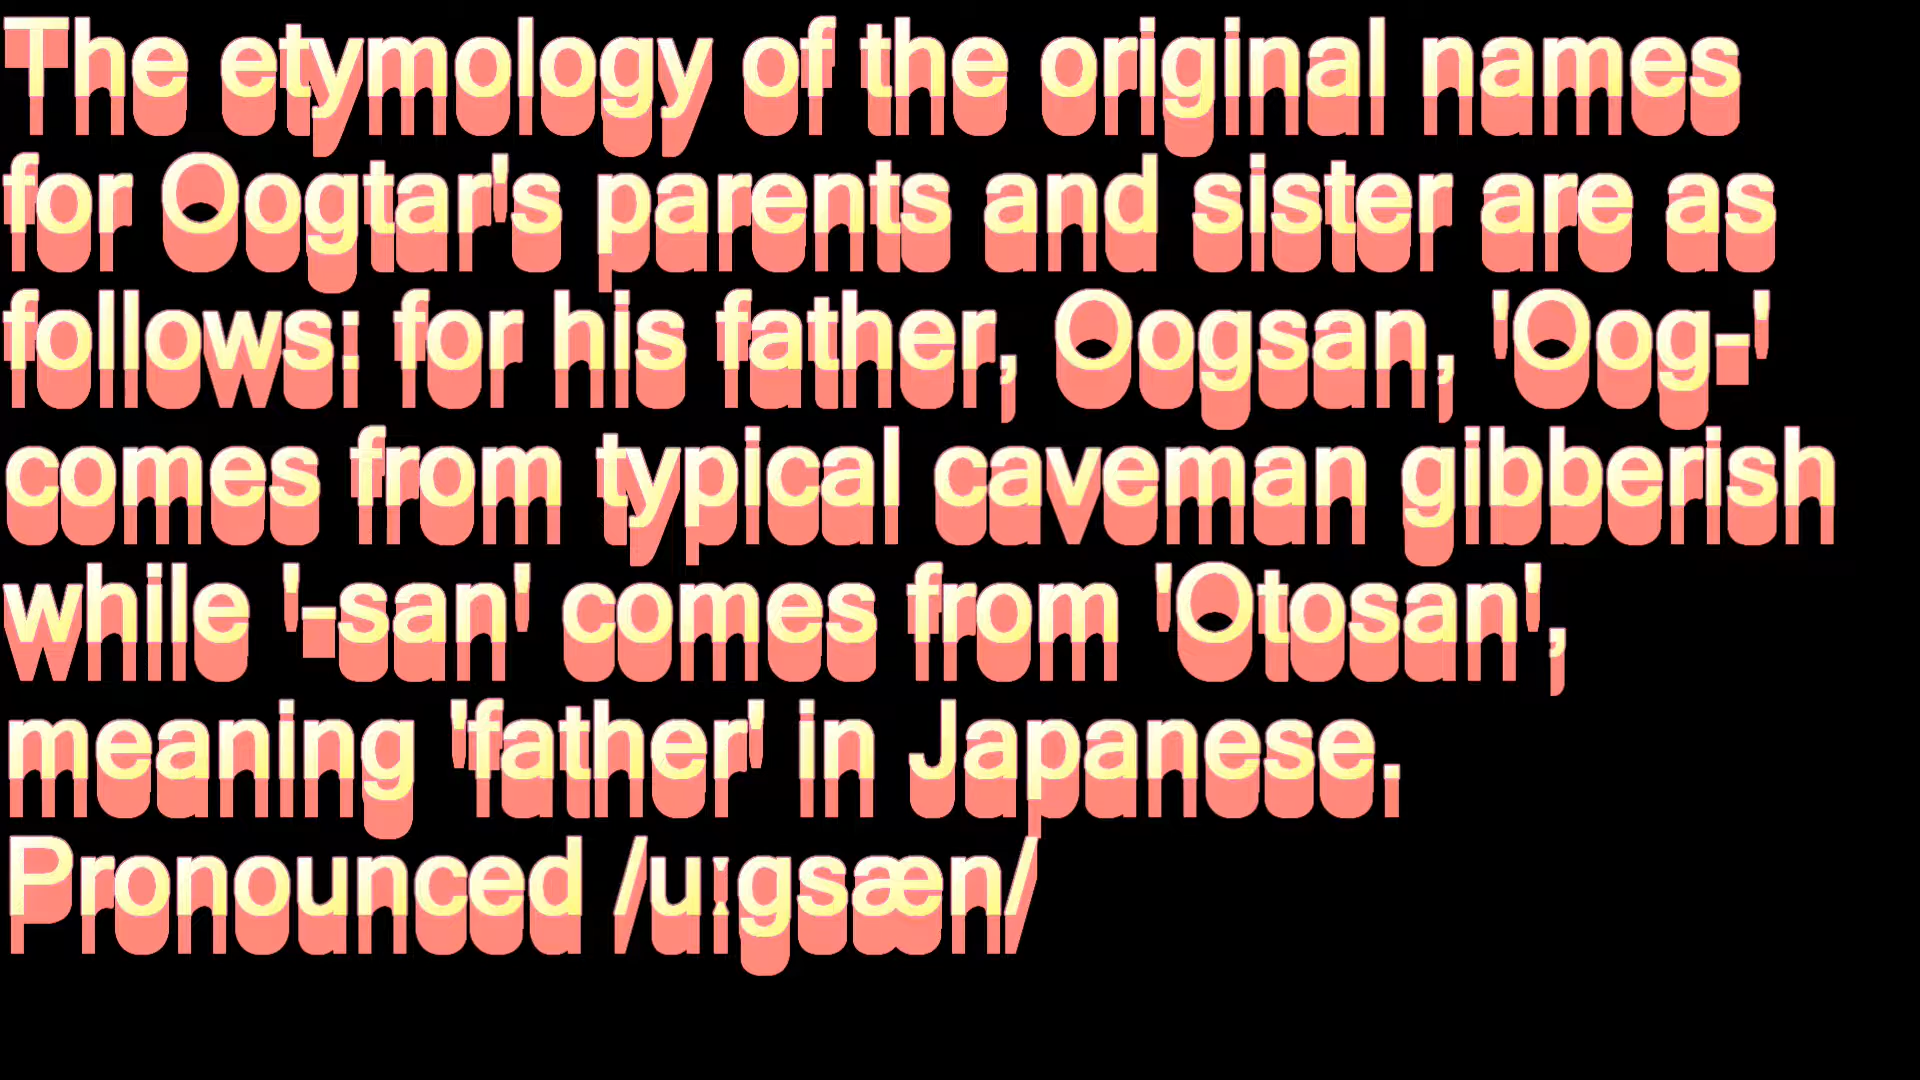 The etymology of the original names
for Oogtar's parents and sister are as
follows: for his father, Oogsan, 'Oog-'
comes from typical caveman gibberish
while '-san' comes from 'Otosan',
meaning 'father' in Japanese.
Pronounced /uːgsæn/